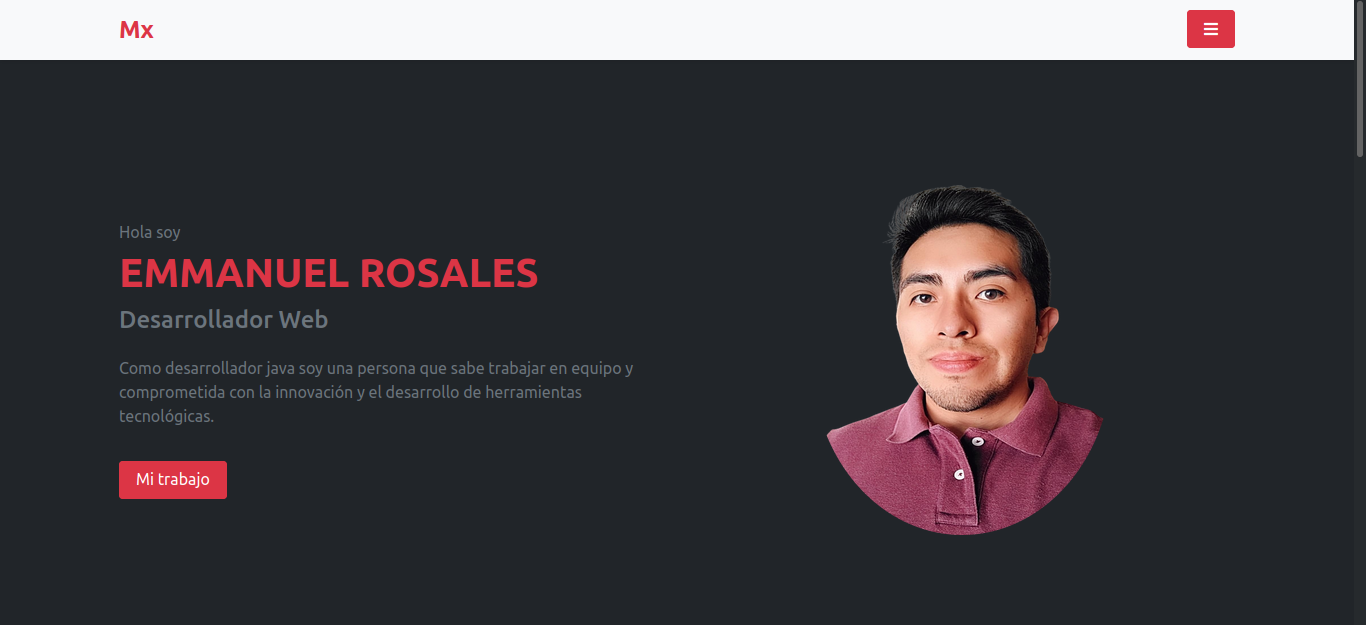 Mx
Hola soy
EMMANUEL ROSALES
Desarrollador Web
Como desarrollador java soy una persona que sabe trabajar en equipo y
comprometida con la innovación y el desarrollo de herramientas
tecnológicas.
Mi trabajo